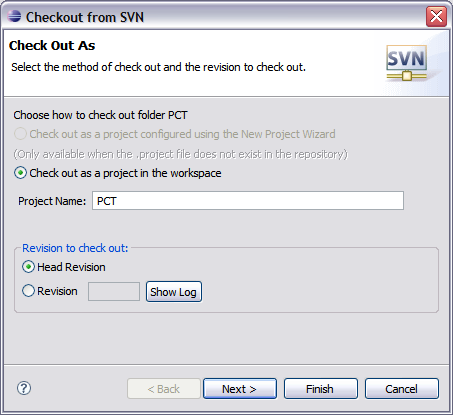 Checkout from SVN
Check Out As
Select the method of check out and the revision to check out.
SVN
Choose how to check out folder PCT
Check out as a project configured using the New Project Wizard
(Only available when the .project file does not exist in the repository)
Check out as a project in the workspace
Project Name: PCT
Revision to check out:
Head Revision
Revision Show Log
? < Back Next > Finish Cancel